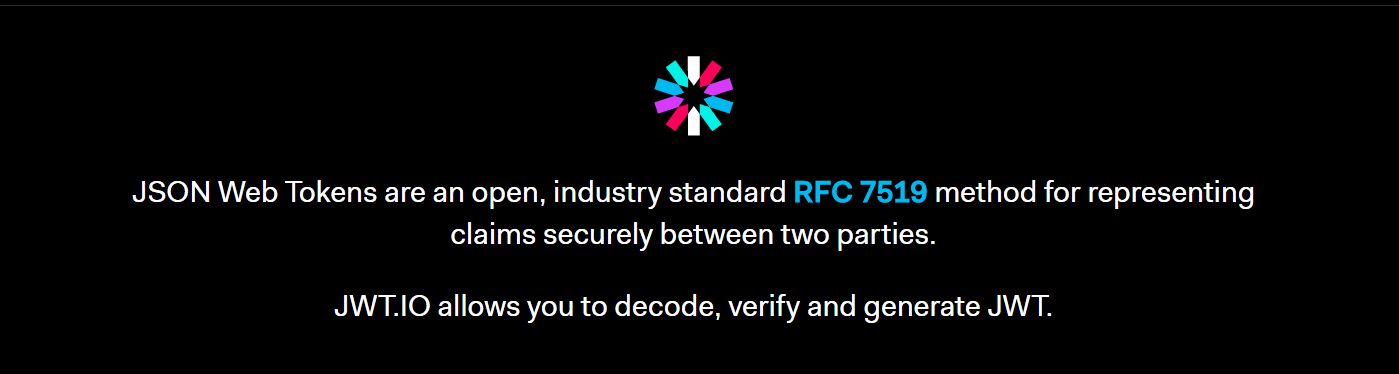 JSON Web Tokens are an open, industry standard RFC 7519 method for representing
claims securely between two parties.
JWT.IO allows you to decode, verify and generate JWT.